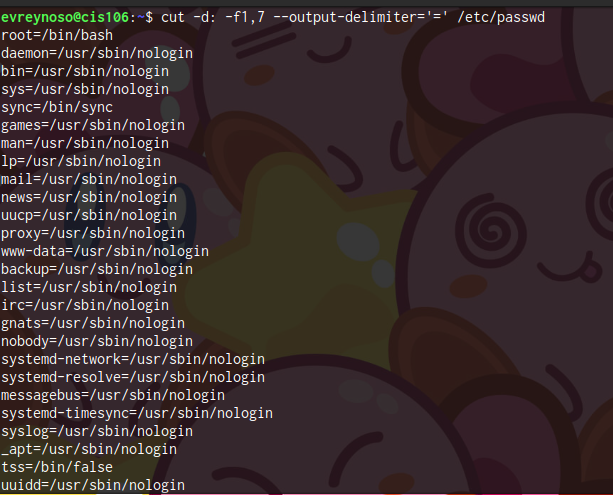 evreynoso@cis106:~$ cut -d: -f1,7 --output-delimiter='=' /etc/passwd
root=/bin/bash
daemon=/usr/sbin/nologin
bin=/usr/sbin/nologin
sys=/usr/sbin/nologin
sync=/bin/sync
games=/usr/sbin/nologin
man=/usr/sbin/nologin
lp=/usr/sbin/nologin
mail=/usr/sbin/nologin
news=/usr/sbin/nologin
uucp=/usr/sbin/nologin
proxy=/usr/sbin/nologin
www-data=/usr/sbin/nologin
backup=/usr/sbin/nologin
list=/usr/sbin/nologin
irc=/usr/sbin/nologin
gnats=/usr/sbin/nologin
nobody=/usr/sbin/nologin
systemd-network=/usr/sbin/nologin
systemd-resolve=/usr/sbin/nologin
messagebus=/usr/sbin/nologin
systemd-timesync=/usr/sbin/nologin
syslog=/usr/sbin/nologin
_apt=/usr/sbin/nologin
tss=/bin/false
uuidd=/usr/sbin/nologin